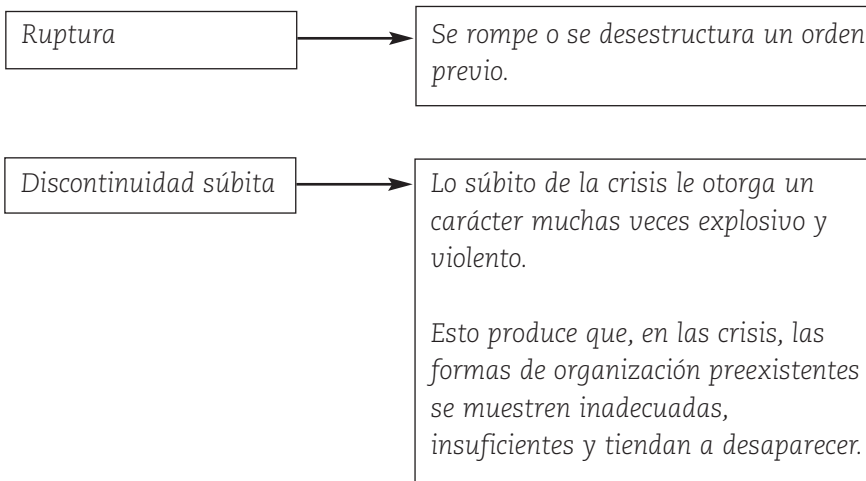 Ruptura
Se rompe o se desestructura un orden
previo.
Discontinuidad súbita
Lo súbito de la crisis le otorga un
carácter muchas veces explosivo y
violento.
Esto produce que, en las crisis, las
formas de organización preexistentes
se muestren inadecuadas,
insuficientes y tiendan a desaparecer.